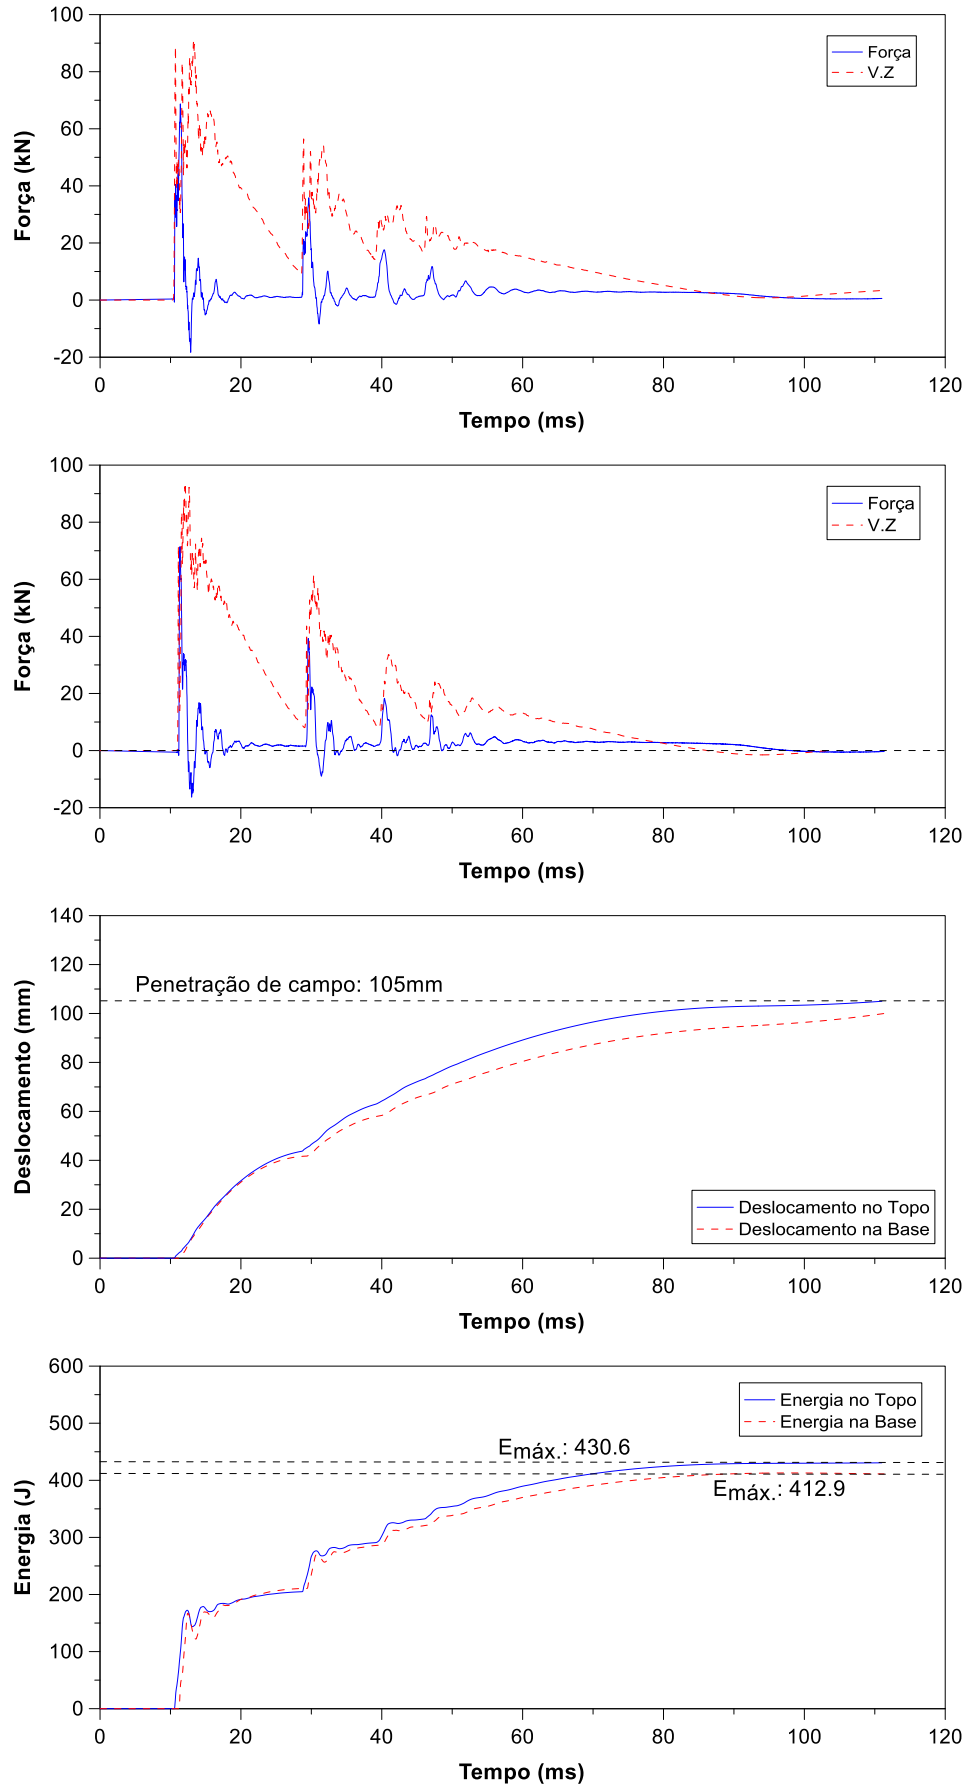 100
80
60
40
20
0
-20
Força (kN)
Força
V.Z
0 20 40 60 80 100 120
Tempo (ms)
100
80
60
40
20
0
-20
Força (kN)
Força
V.Z
0 20 40 60 80 100 120
Tempo (ms)
140
120
100
80
60
40
20
0
Deslocamento (mm)
Penetração de campo: 105mm
Deslocamento no Topo
Deslocamento na Base
0 20 40 60 80 100 120
Tempo (ms)
600
500
400
300
200
100
0
Energia (J)
Energia no Topo
Energia na Base
Emáx.: 430.6
Emáx.: 412.9
0 20 40 60 80 100 120
Tempo (ms)